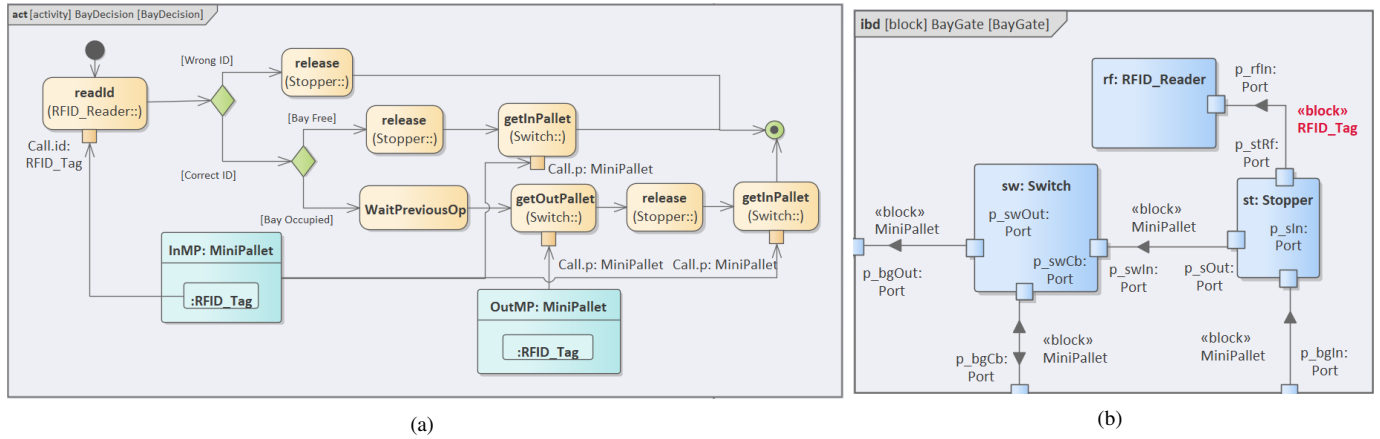 act [activity] BayDecision [BayDecision]
[Wrong ID]
release
(Stopper::)
readId
(RFID_Reader::)
Call.id:
RFID_Tag
[Bay Free]
release
(Stopper::)
getInPallet
(Switch::)
Call.p: MiniPallet
[Correct ID]
[Bay Occupied]
WaitPreviousOp
getOutPallet
(Switch::)
release
(Stopper::)
getInPallet
(Switch::)
Call.p: MiniPallet
Call.p: MiniPallet
InMP: MiniPallet
:RFID_Tag
OutMP: MiniPallet
:RFID_Tag
(a)
ibd [block] BayGate [BayGate]
rf: RFID_Reader
p_rfIn:
Port
«block»
RFID_Tag
p_stRf:
Port
sw: Switch
st: Stopper
«block»
MiniPallet
p_swOut:
Port
«block»
MiniPallet
p_sIn:
Port
p_bgOut:
Port
p_swCb:
Port
p_swIn:
Port
p_sOut:
Port
p_bgCb:
Port
«block»
MiniPallet
«block»
MiniPallet
p_bgIn:
Port
(b)